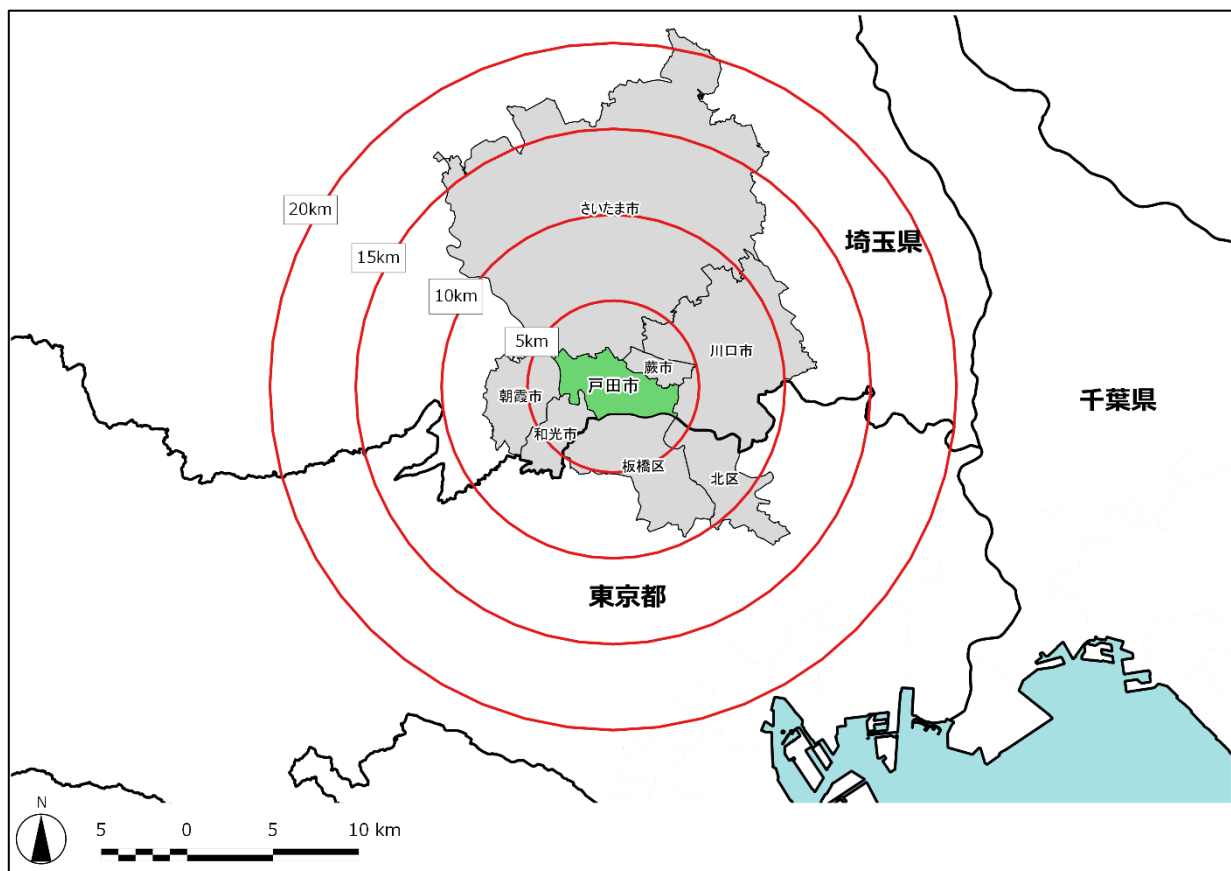 20km
さいたま市
埼玉県
15km
10km
5km
川口市
蕨市
戸田市
朝霞市
千葉県
和光市
板橋区
北区
東京都
N
5 0 5 10 km